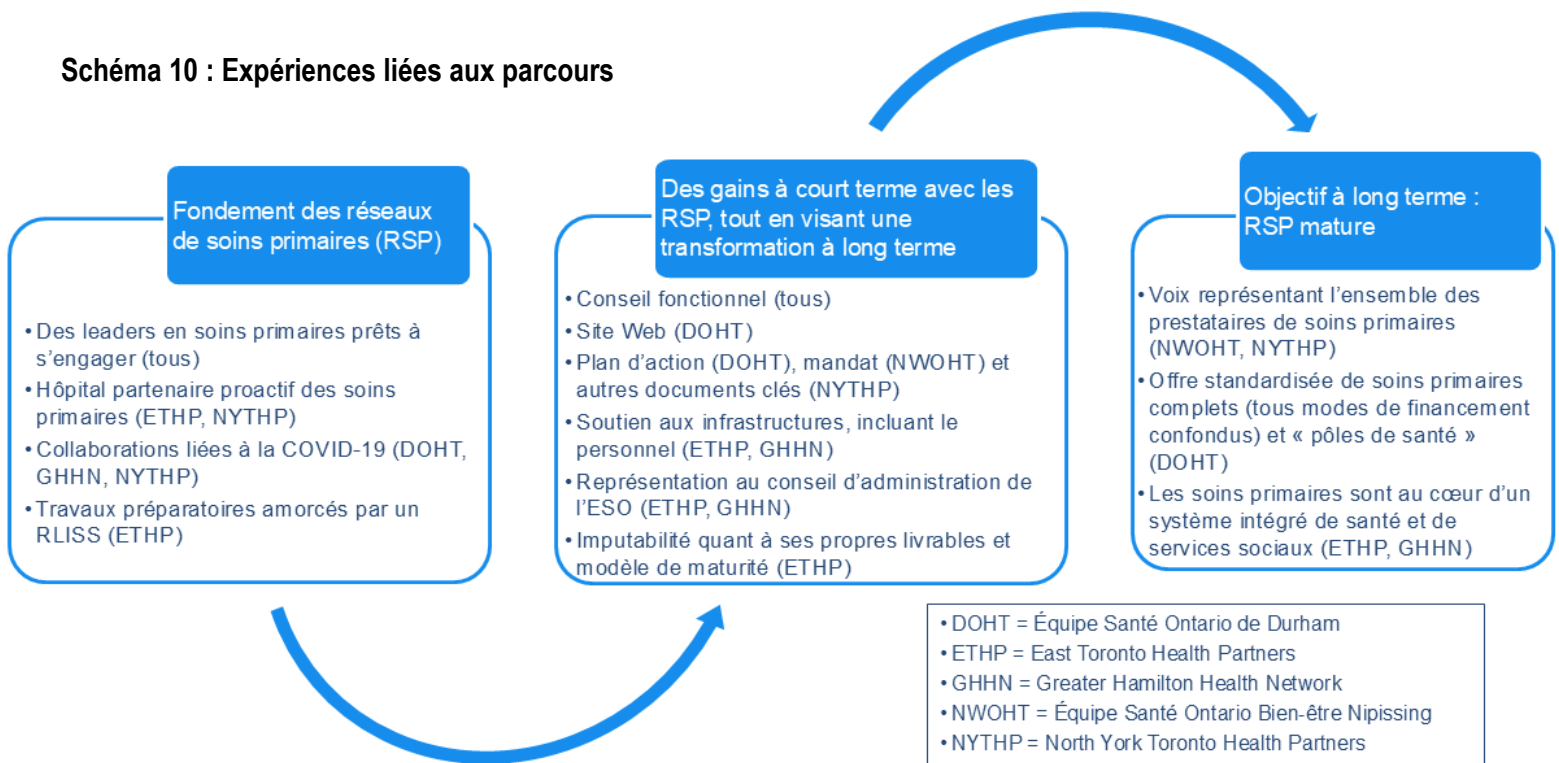 Schéma 10 : Expériences liées aux parcours
Fondement des réseaux
de soins primaires (RSP)
• Des leaders en soins primaires prêts à
s’engager (tous)
• Hôpital partenaire proactif des soins
primaires (ETHP, NYTHP)
• Collaborations liées à la COVID-19 (DOHT,
GHHN, NYTHP)
• Travaux préparatoires amorcés par un
RLISS (ETHP)
Des gains à court terme avec les
RSP, tout en visant une
transformation à long terme
• Conseil fonctionnel (tous)
• Site Web (DOHT)
• Plan d’action (DOHT), mandat (NWOHT) et
autres documents clés (NYTHP)
• Soutien aux infrastructures, incluant le
personnel (ETHP, GHHN)
• Représentation au conseil d’administration de
l’ESO (ETHP, GHHN)
• Imputabilité quant à ses propres livrables et
modèle de maturité (ETHP)
Objectif à long terme :
RSP mature
• Voix représentant l’ensemble des
prestataires de soins primaires
(NWOHT, NYTHP)
• Offre standardisée de soins primaires
complets (tous modes de financement
confondus) et « pôles de santé »
(DOHT)
• Les soins primaires sont au cœur d’un
système intégré de santé et de
services sociaux (ETHP, GHHN)
• DOHT = Équipe Santé Ontario de Durham
• ETHP = East Toronto Health Partners
• GHHN = Greater Hamilton Health Network
• NWOHT = Équipe Santé Ontario Bien-être Nipissing
• NYTHP = North York Toronto Health Partners